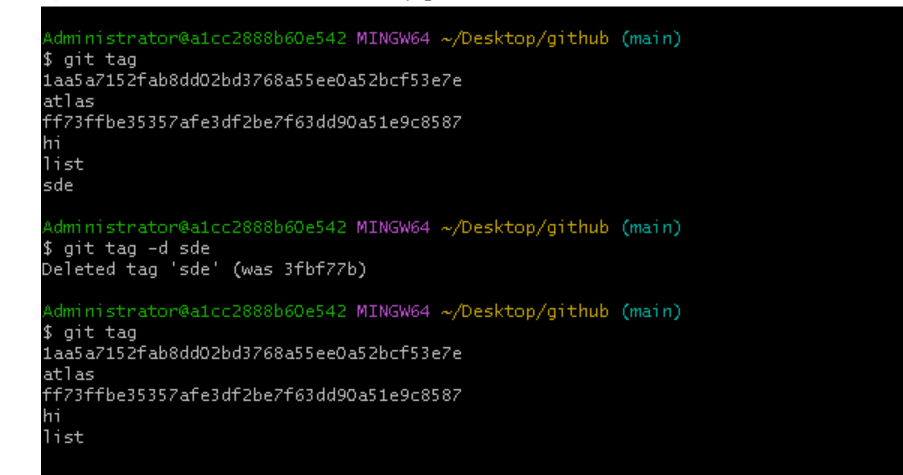 Administrator@a1cc2888b60e542 MINGW64 ~/Desktop/github (main)
$ git tag
1aa5a7152fab8dd02bd3768a55ee0a52bcf53e7e
atlas
ff73ffbe35357afe3df2be7f63dd90a51e9c8587
hi
list
sde
Administrator@a1cc2888b60e542 MINGW64 ~/Desktop/github (main)
$ git tag -d sde
Deleted tag 'sde' (was 3fbf77b)
Administrator@a1cc2888b60e542 MINGW64 ~/Desktop/github (main)
$ git tag
1aa5a7152fab8dd02bd3768a55ee0a52bcf53e7e
atlas
ff73ffbe35357afe3df2be7f63dd90a51e9c8587
hi
list